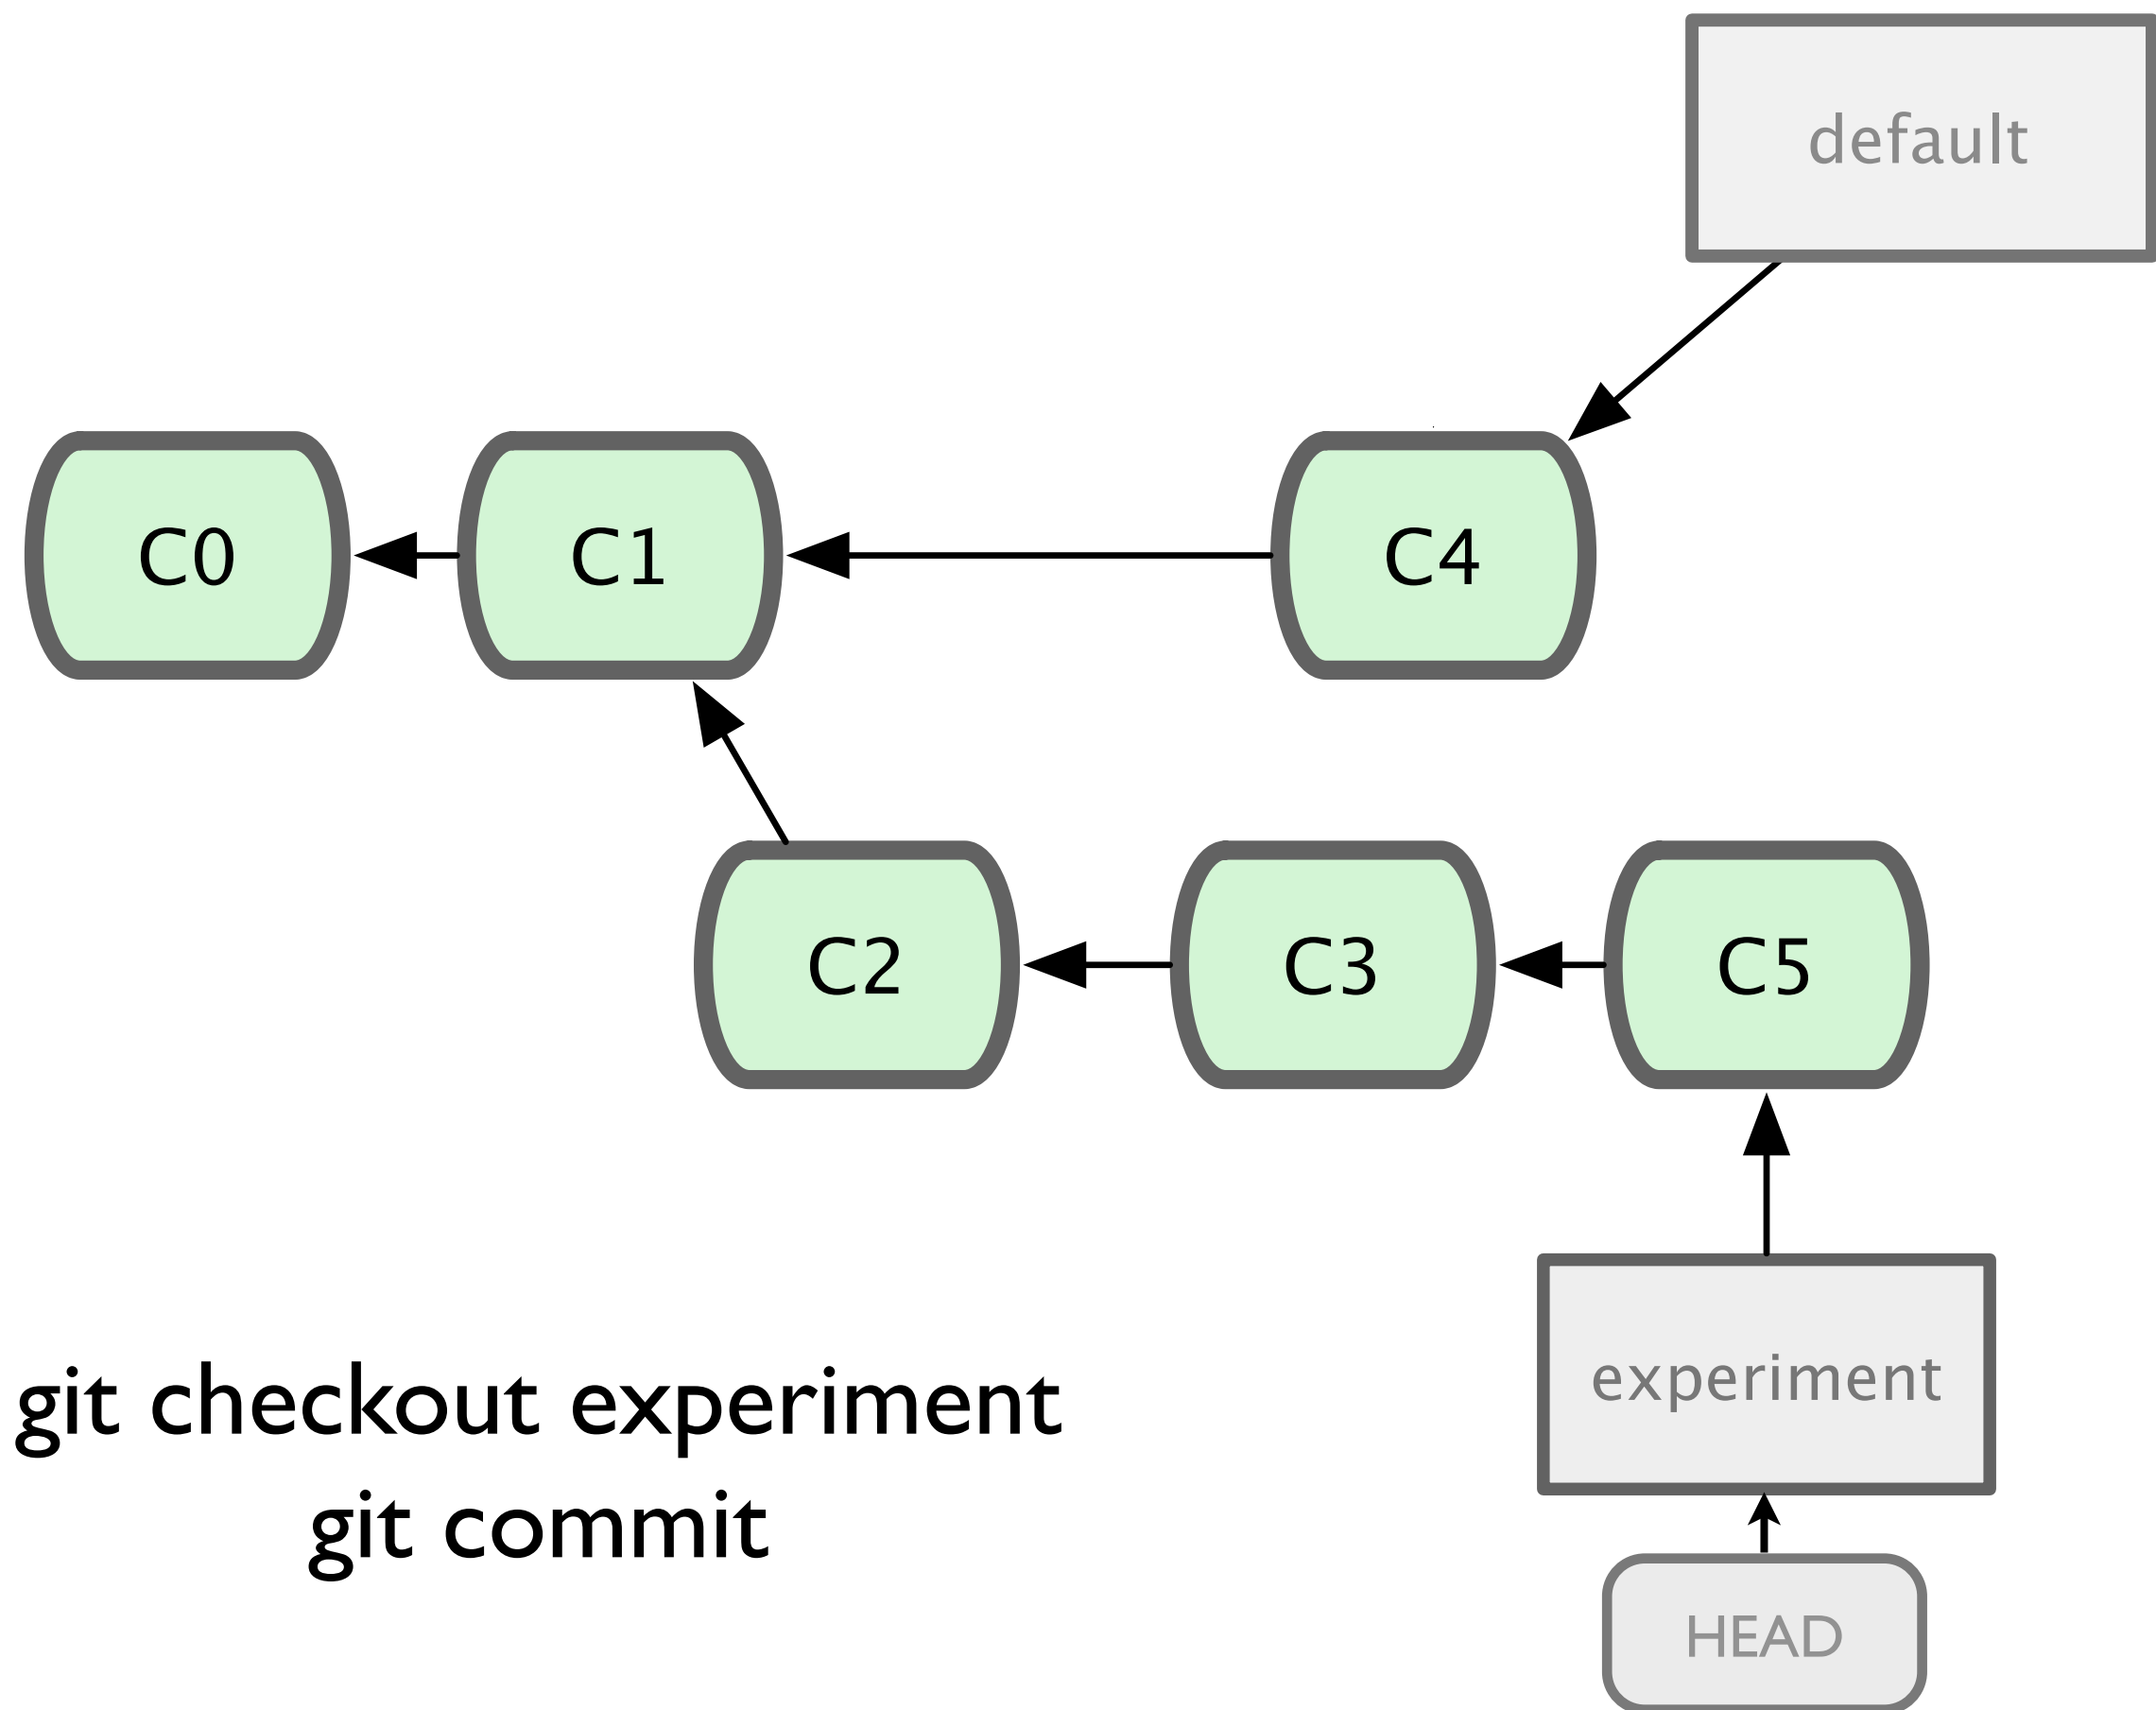 default
C0
C1
C4
C2
C3
C5
experiment
git checkout experiment
git commit
HEAD